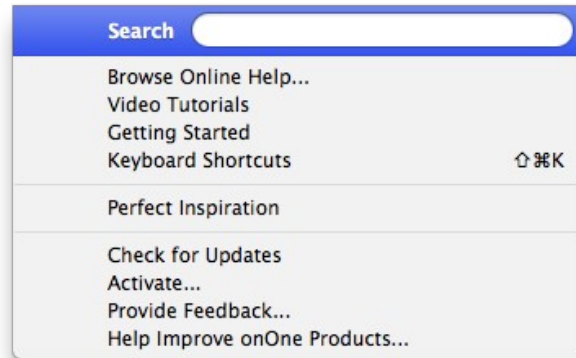 Search
Browse Online Help...
Video Tutorials
Getting Started
Keyboard Shortcuts ⇧⌘K
Perfect Inspiration
Check for Updates
Activate...
Provide Feedback...
Help Improve onOne Products...